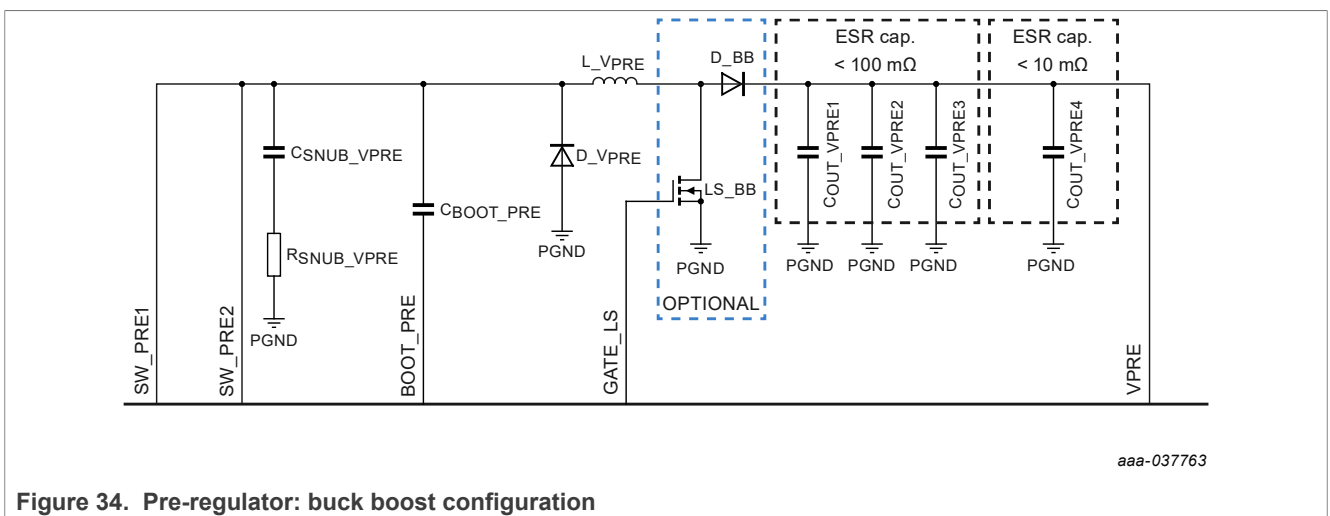 ESR cap.
< 100 mΩ
ESR cap.
< 10 mΩ
L_VPRE
D_BB
CSNUB_VPRE
RSNUB_VPRE
PGND
CBOOT_PRE
D_VPRE
PGND
LS_BB
PGND
OPTIONAL
COUT_VPRE1
COUT_VPRE2
COUT_VPRE3
COUT_VPRE4
PGND PGND PGND
PGND
SW_PRE1
SW_PRE2
BOOT_PRE
GATE_LS
VPRE
aaa-037763
Figure 34. Pre-regulator: buck boost configuration